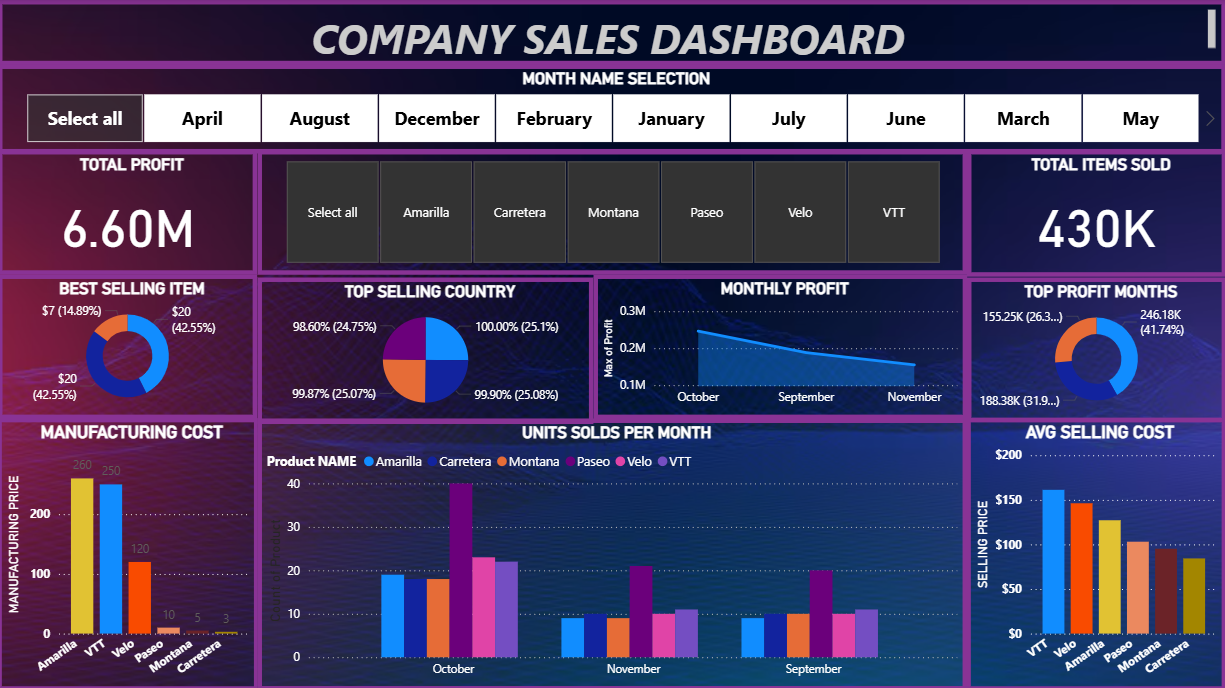 COMPANY SALES DASHBOARD
MONTH NAME SELECTION
Select all April August December February January July June March May
TOTAL PROFIT
6.60M
Select all Amarilla Carretera Montana Paseo Velo VTT
TOTAL ITEMS SOLD
430K
BEST SELLING ITEM
$7 (14.89%)
$20
(42.55%)
$20
(42.55%)
TOP SELLING COUNTRY
98.60% (24.75%)
100.00% (25.1%)
99.87% (25.07%)
99.90% (25.08%)
MONTHLY PROFIT
Max of Profit
0.3M
0.2M
0.1M
October September November
TOP PROFIT MONTHS
155.25K (26.3...)
246.18K
(41.74%)
188.38K (31.9...)
MANUFACTURING COST
MANUFACTURING PRICE
200
100
0
260
250
120
10
5
3
Amarilla
VTT
Velo
Paseo
Montana
Carretera
UNITS SOLDS PER MONTH
Product NAME Amarilla Carretera Montana Paseo Velo VTT
40
30
20
10
0
October November September
AVG SELLING COST
SELLING PRICE
$200
$150
$100
$50
$0
VTT
Velo
Amarilla
Paseo
Montana
Carretera